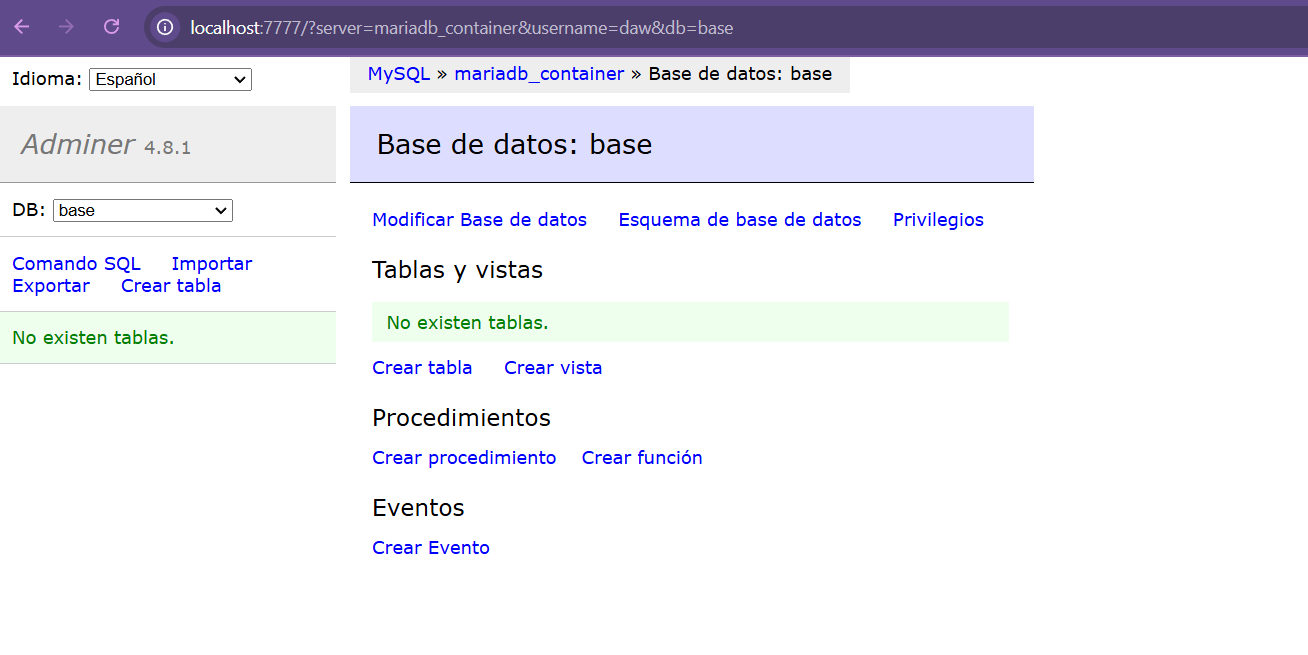 localhost:7777/?server=mariadb_container&username=daw&db=base
Idioma: Español
MySQL » mariadb_container » Base de datos: base
Adminer 4.8.1
Base de datos: base
DB: base
Comando SQL Importar
Exportar Crear tabla
No existen tablas.
Modificar Base de datos Esquema de base de datos Privilegios
Tablas y vistas
No existen tablas.
Crear tabla Crear vista
Procedimientos
Crear procedimiento Crear función
Eventos
Crear Evento